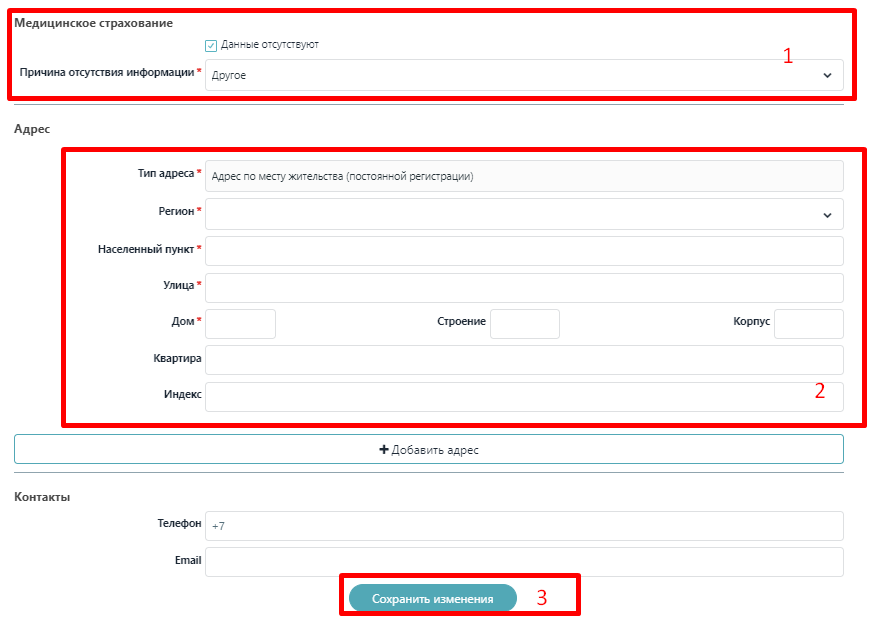 Медицинское страхование
Данные отсутствуют
1
Причина отсутствия информации *
Другое
Адрес
Тип адреса * Адрес по месту жительства (постоянной регистрации)
Регион *
Населенный пункт *
Улица *
Дом * Строение Корпус
Квартира
Индекс
2
+ Добавить адрес
Контакты
Телефон +7
Email
Сохранить изменения 3